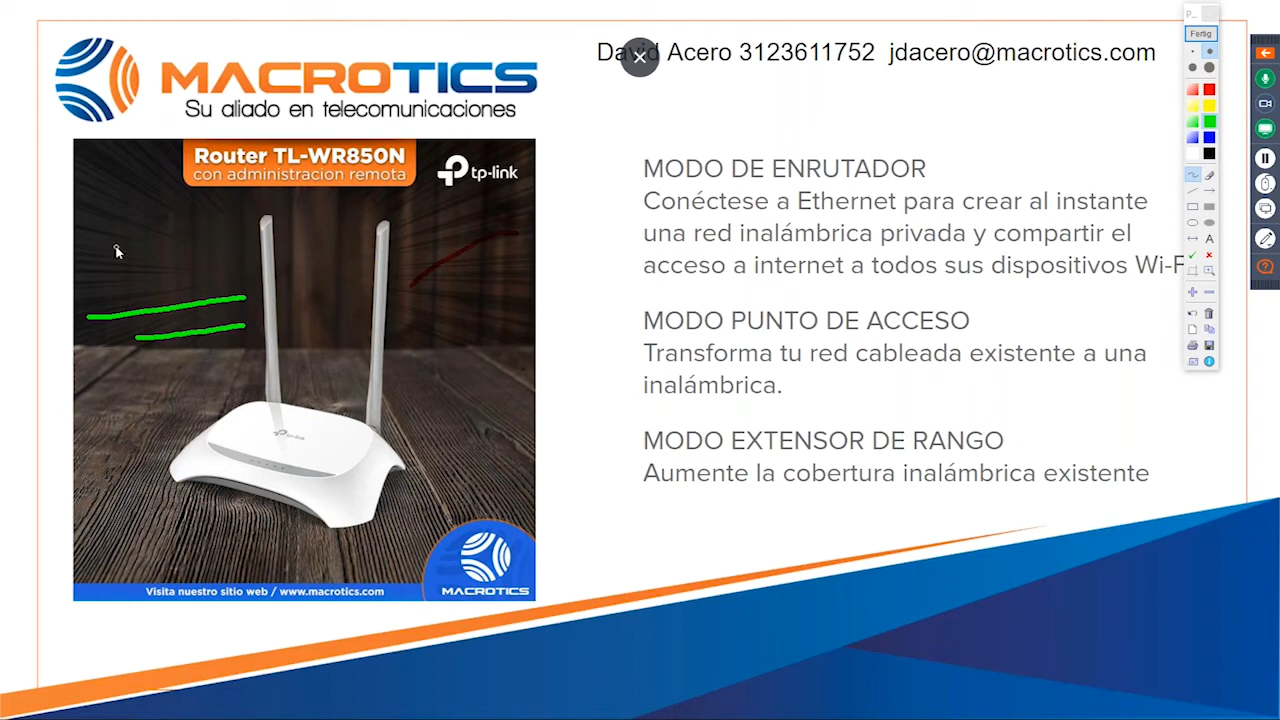 David Acero 3123611752 jdacero@macrotics.com
MACROTICS
Su aliado en telecomunicaciones
Router TL-WR850N
con administracion remota
tp-link
tp-link
MACROTICS
Visita nuestro sitio web / www.macrotics.com
MODO DE ENRUTADOR
Conéctese a Ethernet para crear al instante
una red inalámbrica privada y compartir el
acceso a internet a todos sus dispositivos Wi-F
MODO PUNTO DE ACCESO
Transforma tu red cableada existente a una
inalámbrica.
MODO EXTENSOR DE RANGO
Aumente la cobertura inalámbrica existente
P...
Fertig
A